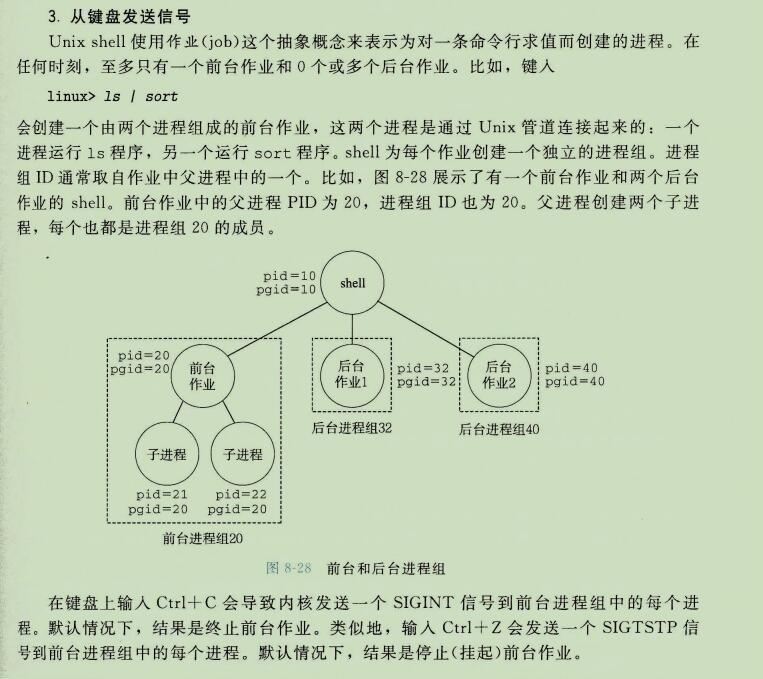 3. 从键盘发送信号
Unix shell 使用作业(job)这个抽象概念来表示为对一条命令行求值而创建的进程。在
任何时刻，至多只有一个前台作业和 0 个或多个后台作业。比如，键入
linux> ls | sort
会创建一个由两个进程组成的前台作业，这两个进程是通过 Unix 管道连接起来的：一个
进程运行 ls 程序，另一个运行 sort 程序。shell 为每个作业创建一个独立的进程组。进程
组 ID 通常取自作业中父进程中的一个。比如，图 8-28 展示了有一个前台作业和两个后台
作业的 shell。前台作业中的父进程 PID 为 20，进程组 ID 也为 20。父进程创建两个子进
程，每个也都是进程组 20 的成员。
pid=10
pgid=10
shell
pid=20
pgid=20
前台
作业
后台
作业1
pid=32
pgid=32
后台
作业2
pid=40
pgid=40
子进程
子进程
后台进程组32
后台进程组40
pid=21
pgid=20
pid=22
pgid=20
前台进程组20
图 8-28 前台和后台进程组
在键盘上输入 Ctrl+C 会导致内核发送一个 SIGINT 信号到前台进程组中的每个进
程。默认情况下，结果是终止前台作业。类似地，输入 Ctrl+Z 会发送一个 SIGTSTP 信
号到前台进程组中的每个进程。默认情况下，结果是停止(挂起)前台作业。